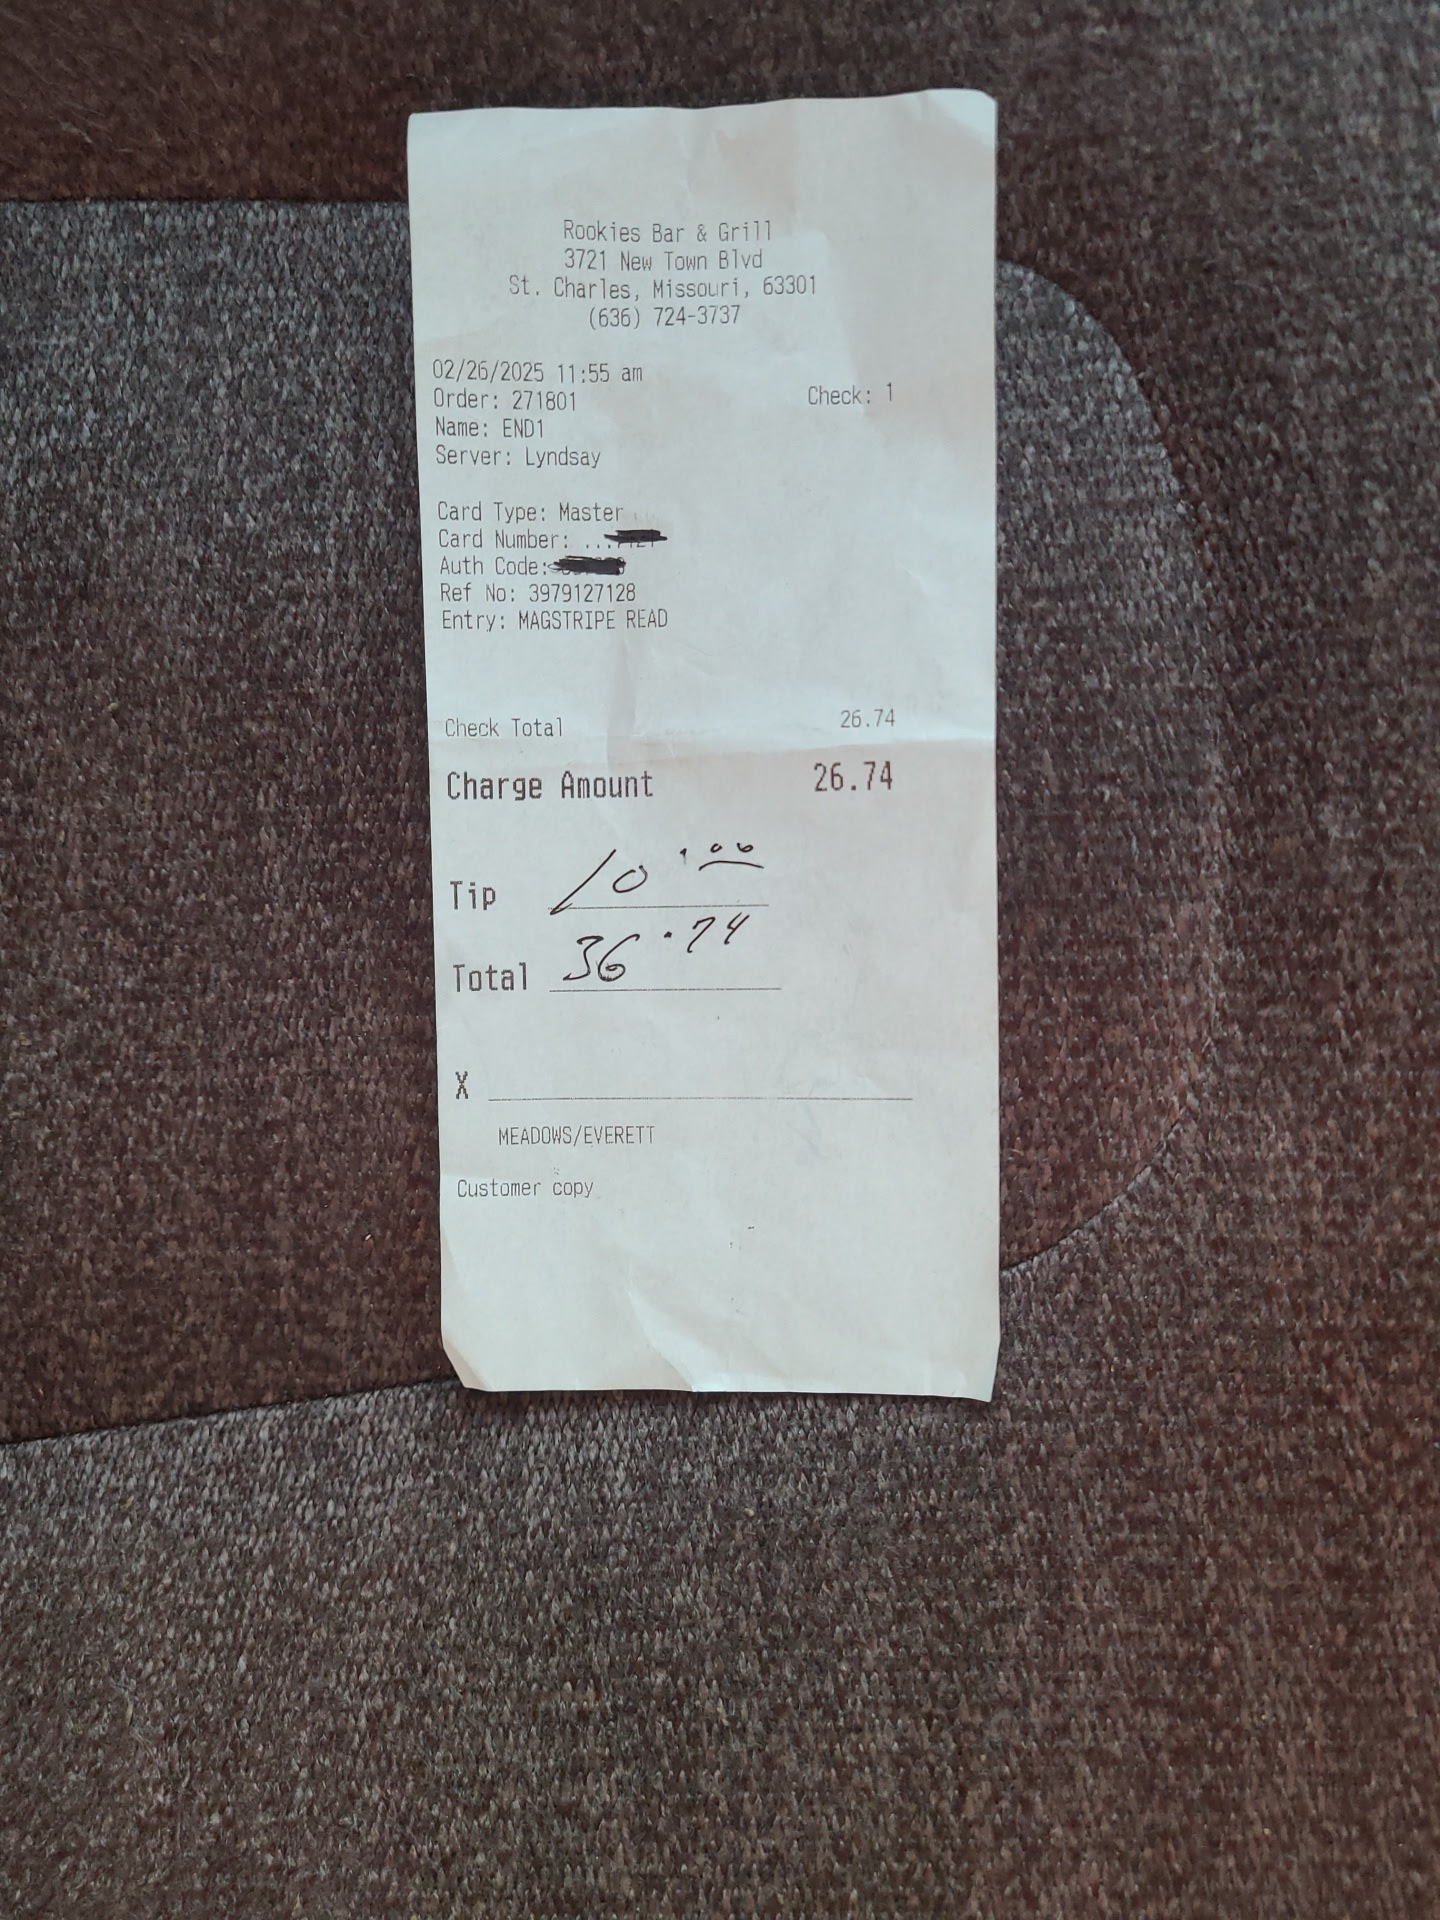 Rookies Bar & Grill
3721 New Town Blvd
St. Charles, Missouri, 63301
(636) 724-3737
02/26/2025 11:55 am
Order: 271801 Check: 1
Name: END1
Server: Lyndsay
Card Type: Master
Card Number: ...
Auth Code:
Ref No: 3979127128
Entry: MAGSTRIPE READ
Check Total 26.74
Charge Amount 26.74
Tip 10.00
Total 36.74
X
MEADOWS/EVERETT
Customer copy